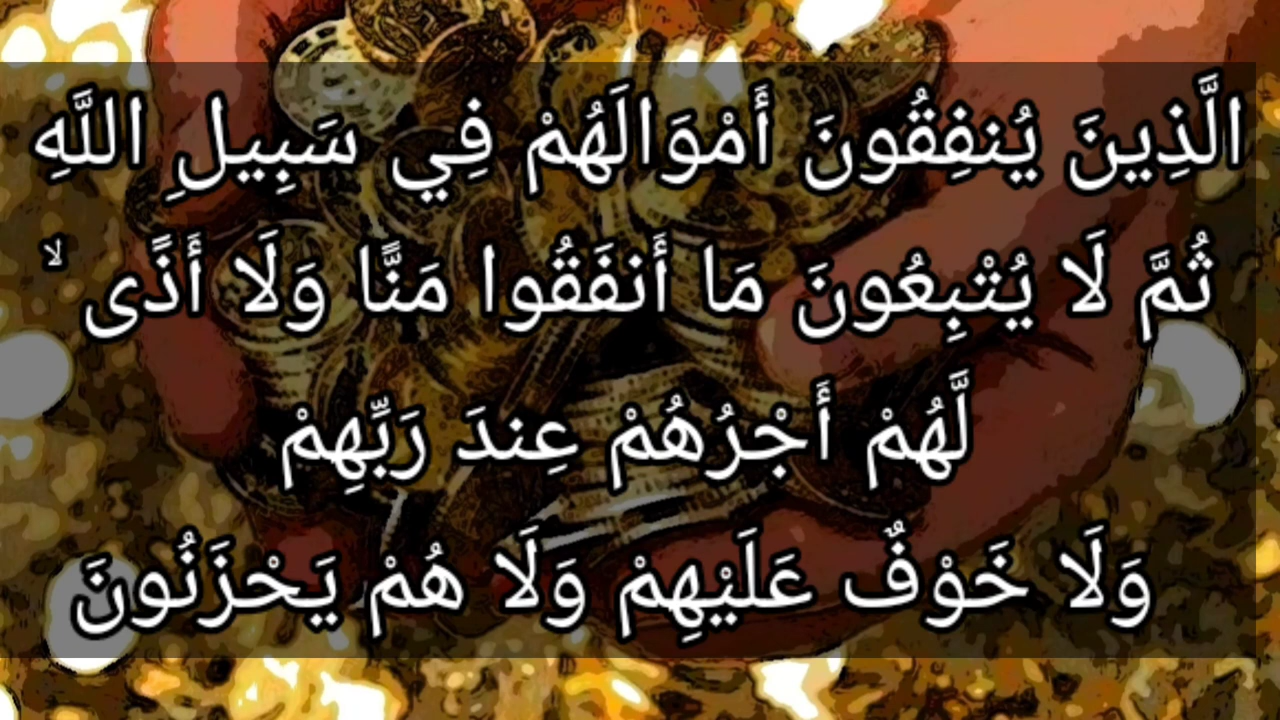 الَّذِينَ يُنفِقُونَ أَمْوَالَهُمْ فِي سَبِيلِ اللَّهِ
ثُمَّ لَا يُتْبِعُونَ مَا أَنفَقُوا مَنًّا وَلَا أَذًى ۙ
لَّهُمْ أَجْرُهُمْ عِندَ رَبِّهِمْ
وَلَا خَوْفٌ عَلَيْهِمْ وَلَا هُمْ يَحْزَنُونَ